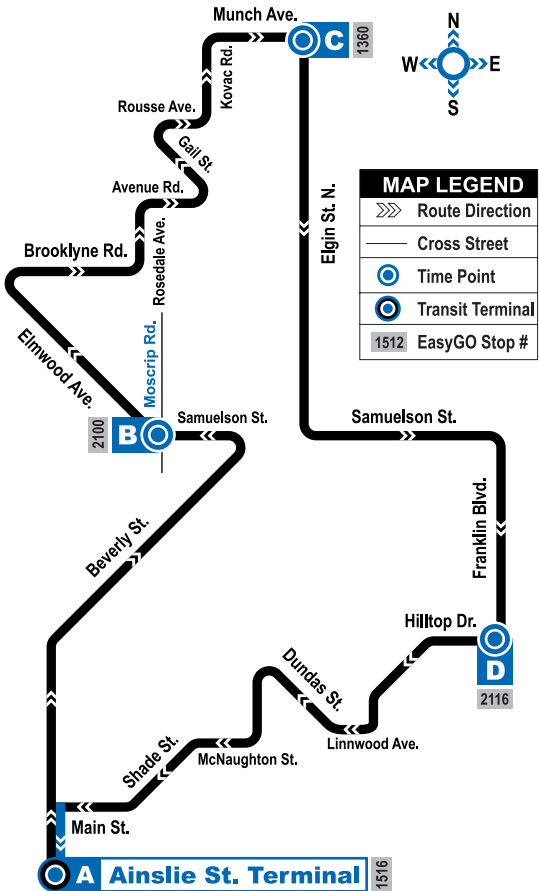 Munch Ave.
C
1360
N
W
E
S
Kovac Rd.
Rousse Ave.
Gail St.
Avenue Rd.
Rosedale Ave.
Brooklyne Rd.
Elgin St. N.
MAP LEGEND
Route Direction
Cross Street
Time Point
Transit Terminal
1512 EasyGO Stop #
Elmwood Ave.
Moscrip Rd.
2100
B
Samuelson St.
Samuelson St.
Beverly St.
Franklin Blvd.
Hilltop Dr.
D
2116
Dundas St.
Linnwood Ave.
McNaughton St.
Shade St.
Main St.
A Ainslie St. Terminal
1516